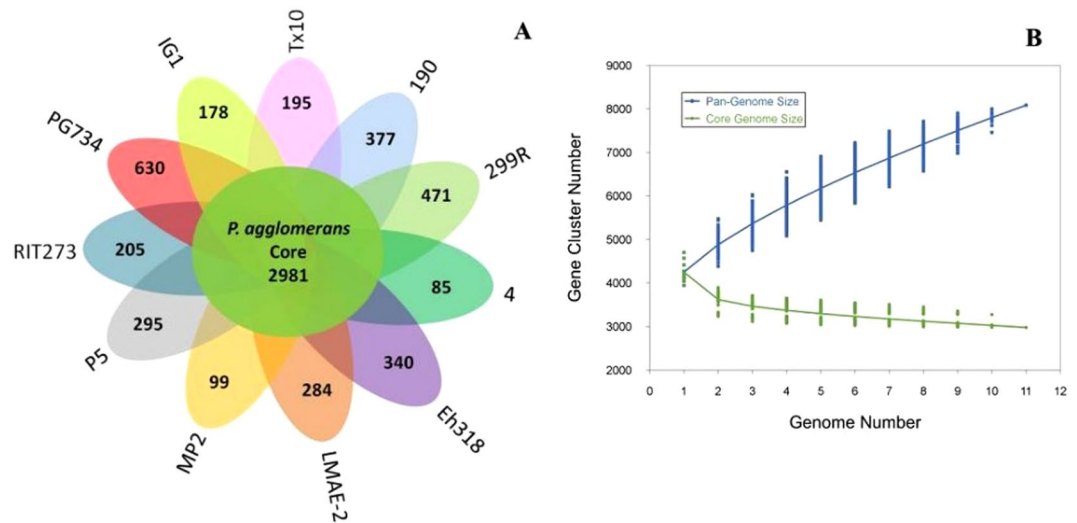 A
Tx10
195
IG1
178
190
377
PG734
630
299R
471
P. agglomerans
Core
2981
RIT273
205
85
4
P5
295
340
Eh318
99
MP2
284
LMAE-2
B
Gene Cluster Number
9000
8000
7000
6000
5000
4000
3000
2000
Pan-Genome Size
Core Genome Size
0 1 2 3 4 5 6 7 8 9 10 11 12
Genome Number